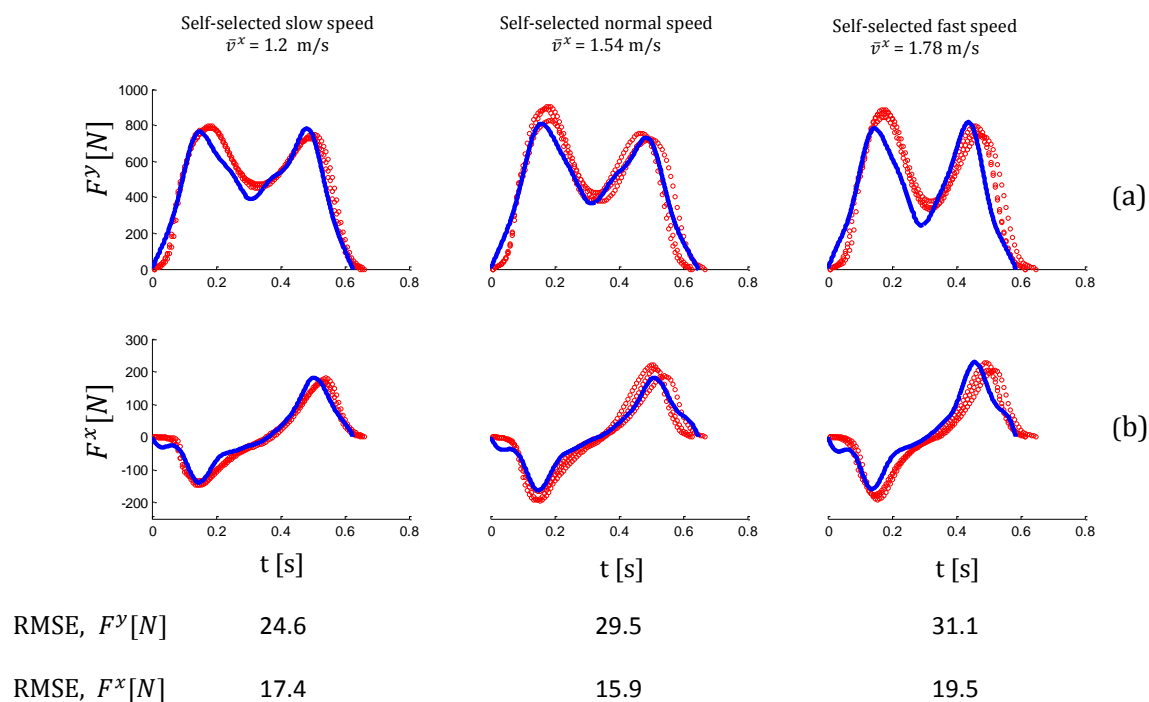 Self-selected slow speed
v̄ˣ = 1.2 m/s
Self-selected normal speed
v̄ˣ = 1.54 m/s
Self-selected fast speed
v̄ˣ = 1.78 m/s
Fʸ[N]
1000
800
600
400
200
0
0 0.2 0.4 0.6 0.8
0 0.2 0.4 0.6 0.8
0 0.2 0.4 0.6 0.8
(a)
Fˣ[N]
300
200
100
0
-100
-200
0 0.2 0.4 0.6 0.8
0 0.2 0.4 0.6 0.8
0 0.2 0.4 0.6 0.8
(b)
t [s]
t [s]
t [s]
RMSE, Fʸ[N] 24.6 29.5 31.1
RMSE, Fˣ[N] 17.4 15.9 19.5